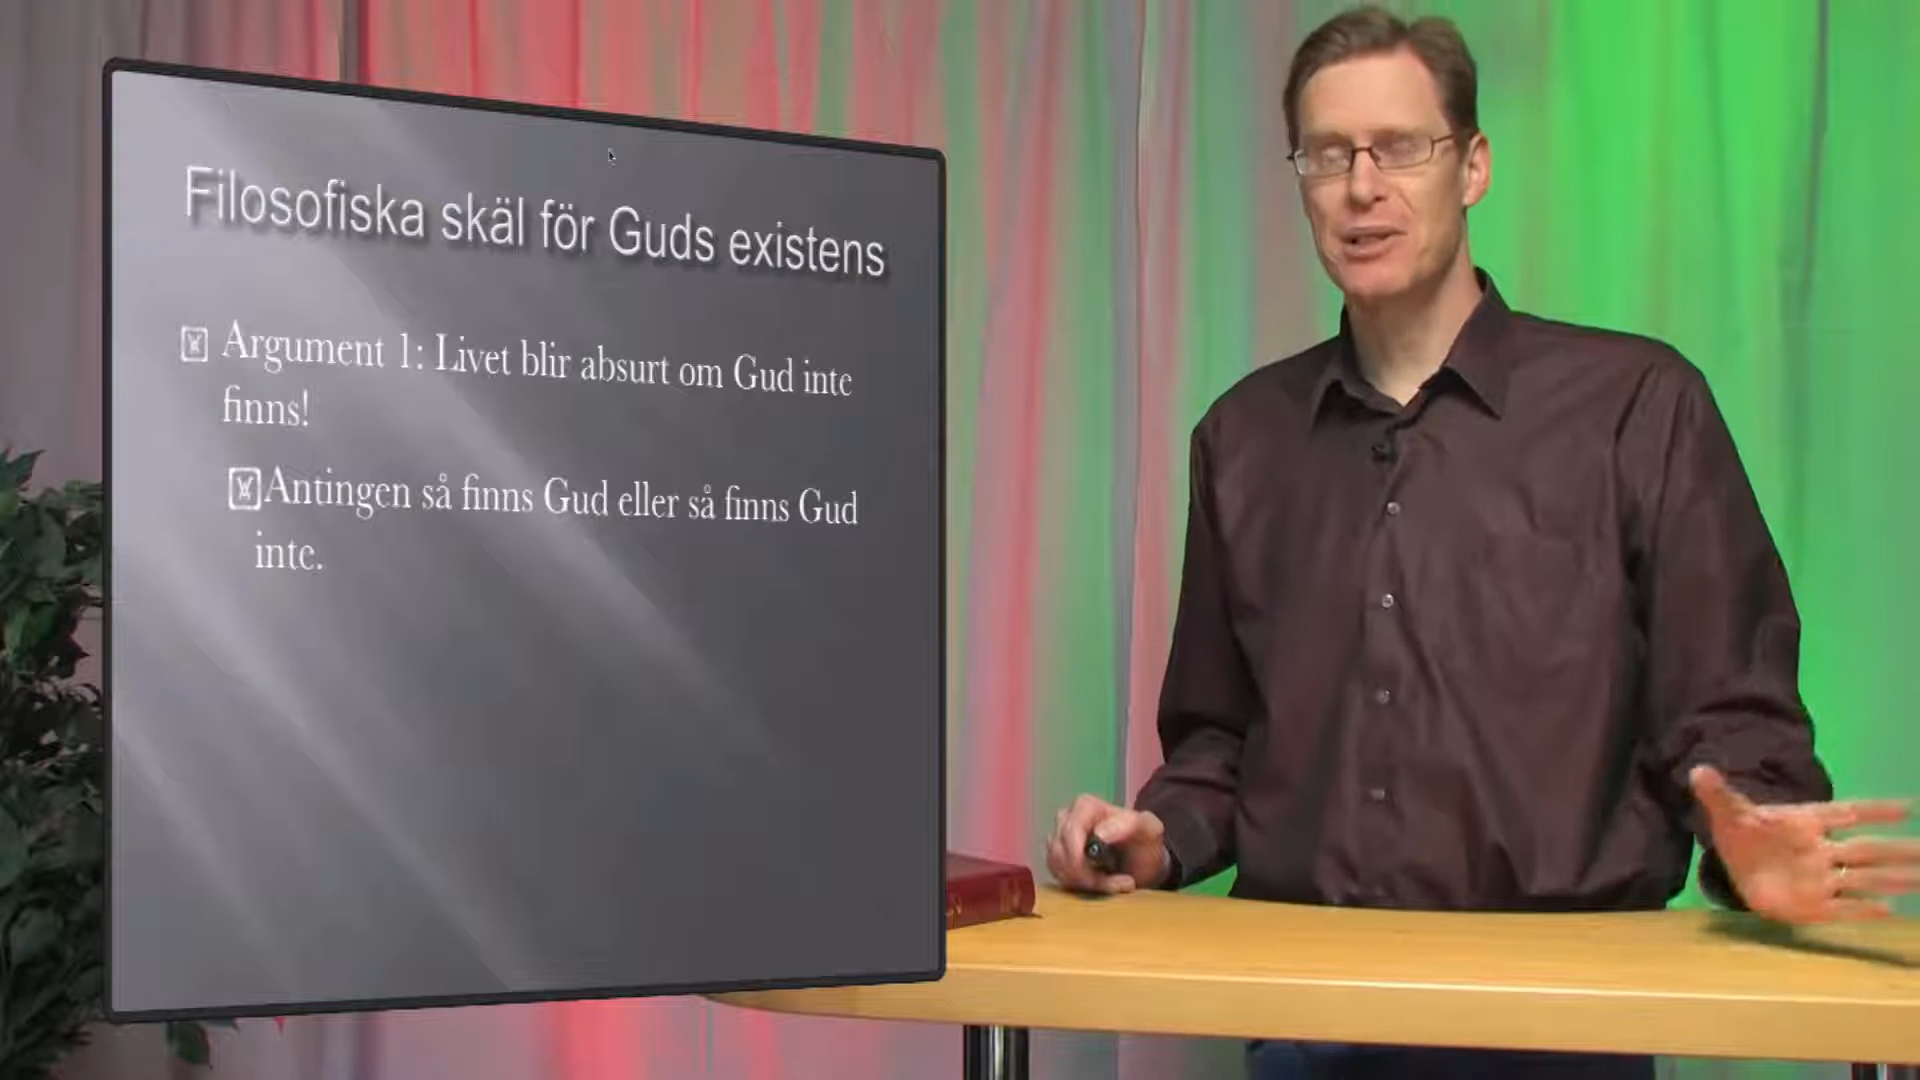 Filosofiska skäl för Guds existens
Argument 1: Livet blir absurt om Gud inte
finns!
Antingen så finns Gud eller så finns Gud
inte.